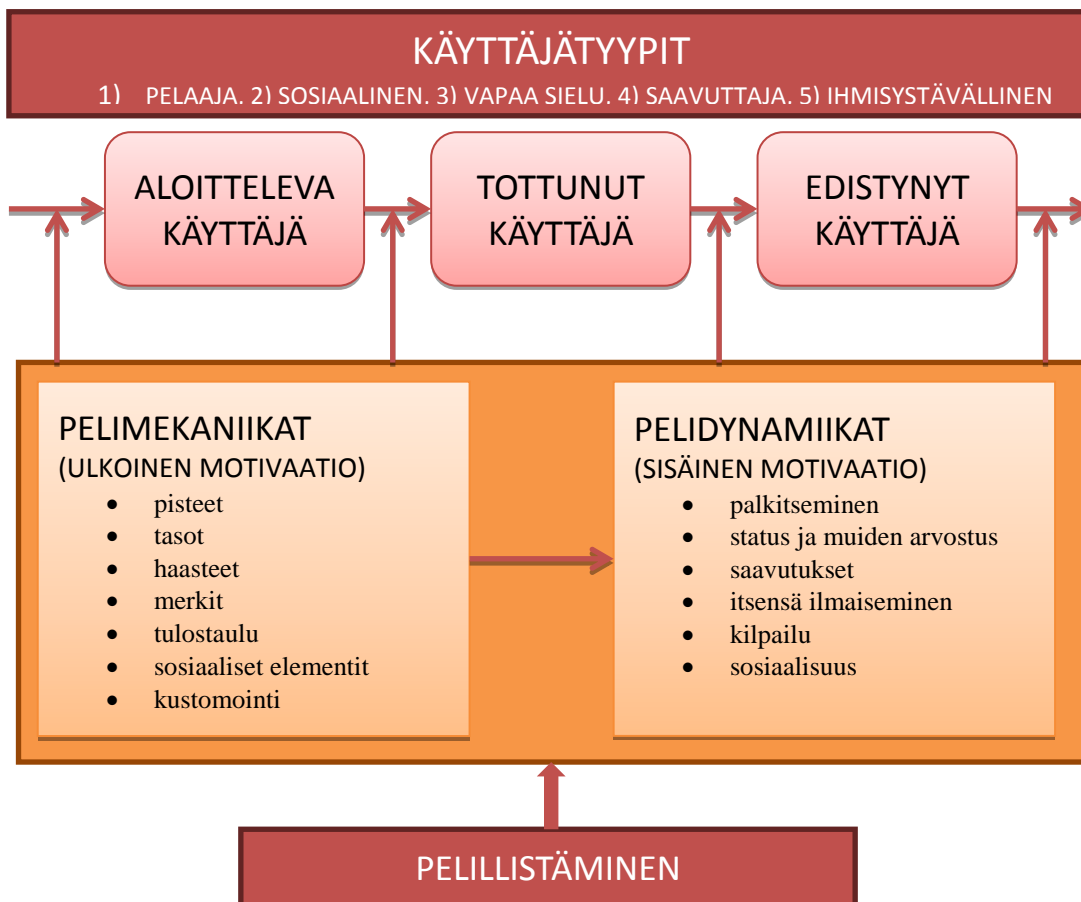 KÄYTTÄJÄTYYPIT
1) PELAAJA. 2) SOSIAALINEN. 3) VAPAA SIELU. 4) SAAVUTTAJA. 5) IHMISYSTÄVÄLLINEN
ALOITTELEVA
KÄYTTÄJÄ
TOTTUNUT
KÄYTTÄJÄ
EDISTYNYT
KÄYTTÄJÄ
PELIMEKANIIKAT
(ULKOINEN MOTIVAATIO)
• pisteet
• tasot
• haasteet
• merkit
• tulostaulu
• sosiaaliset elementit
• kustomointi
PELIDYNAMIIKAT
(SISÄINEN MOTIVAATIO)
• palkitseminen
• status ja muiden arvostus
• saavutukset
• itsensä ilmaiseminen
• kilpailu
• sosiaalisuus
PELILLISTÄMINEN